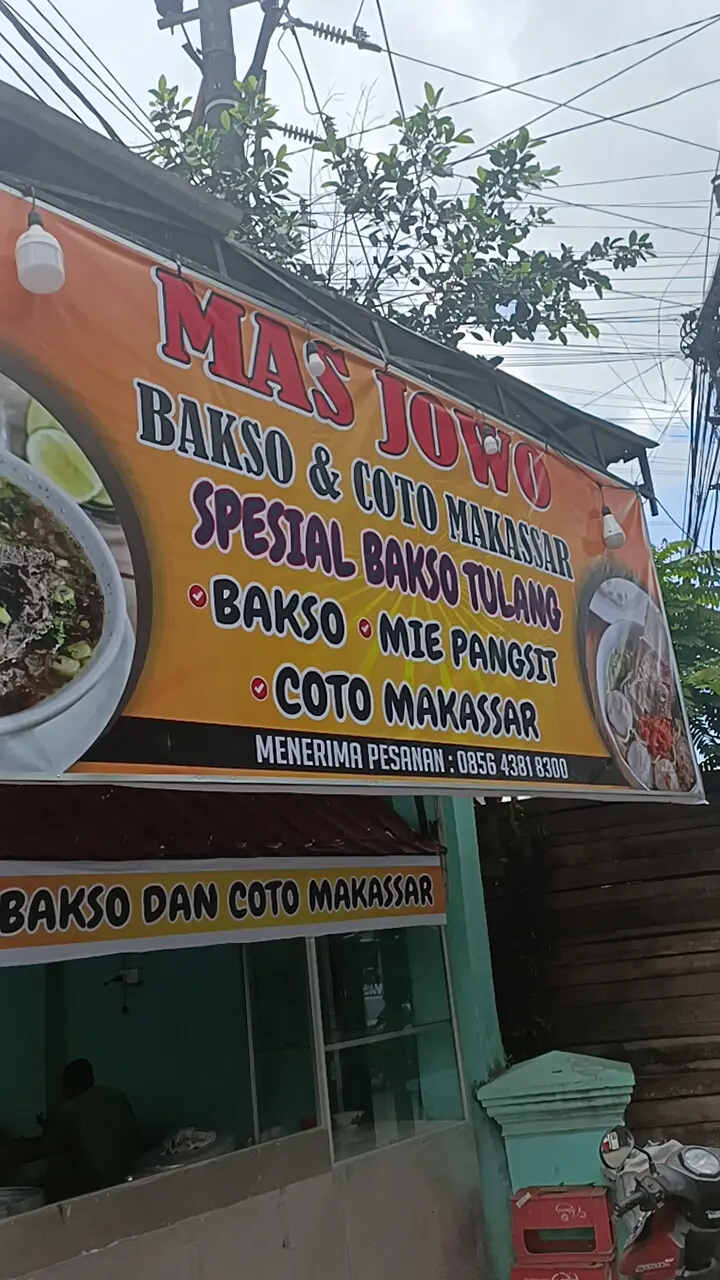 MAS JOWO
BAKSO & COTO MAKASSAR
SPESIAL BAKSO TULANG
BAKSO MIE PANGSIT
COTO MAKASSAR
MENERIMA PESANAN : 0856 4381 8300
BAKSO DAN COTO MAKASSAR